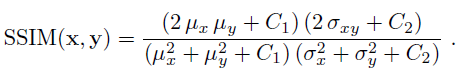 SSIM(x, y) = (2 μ_x μ_y + C_1) (2 σ_xy + C_2) / (μ_x^2 + μ_y^2 + C_1) (σ_x^2 + σ_y^2 + C_2) .